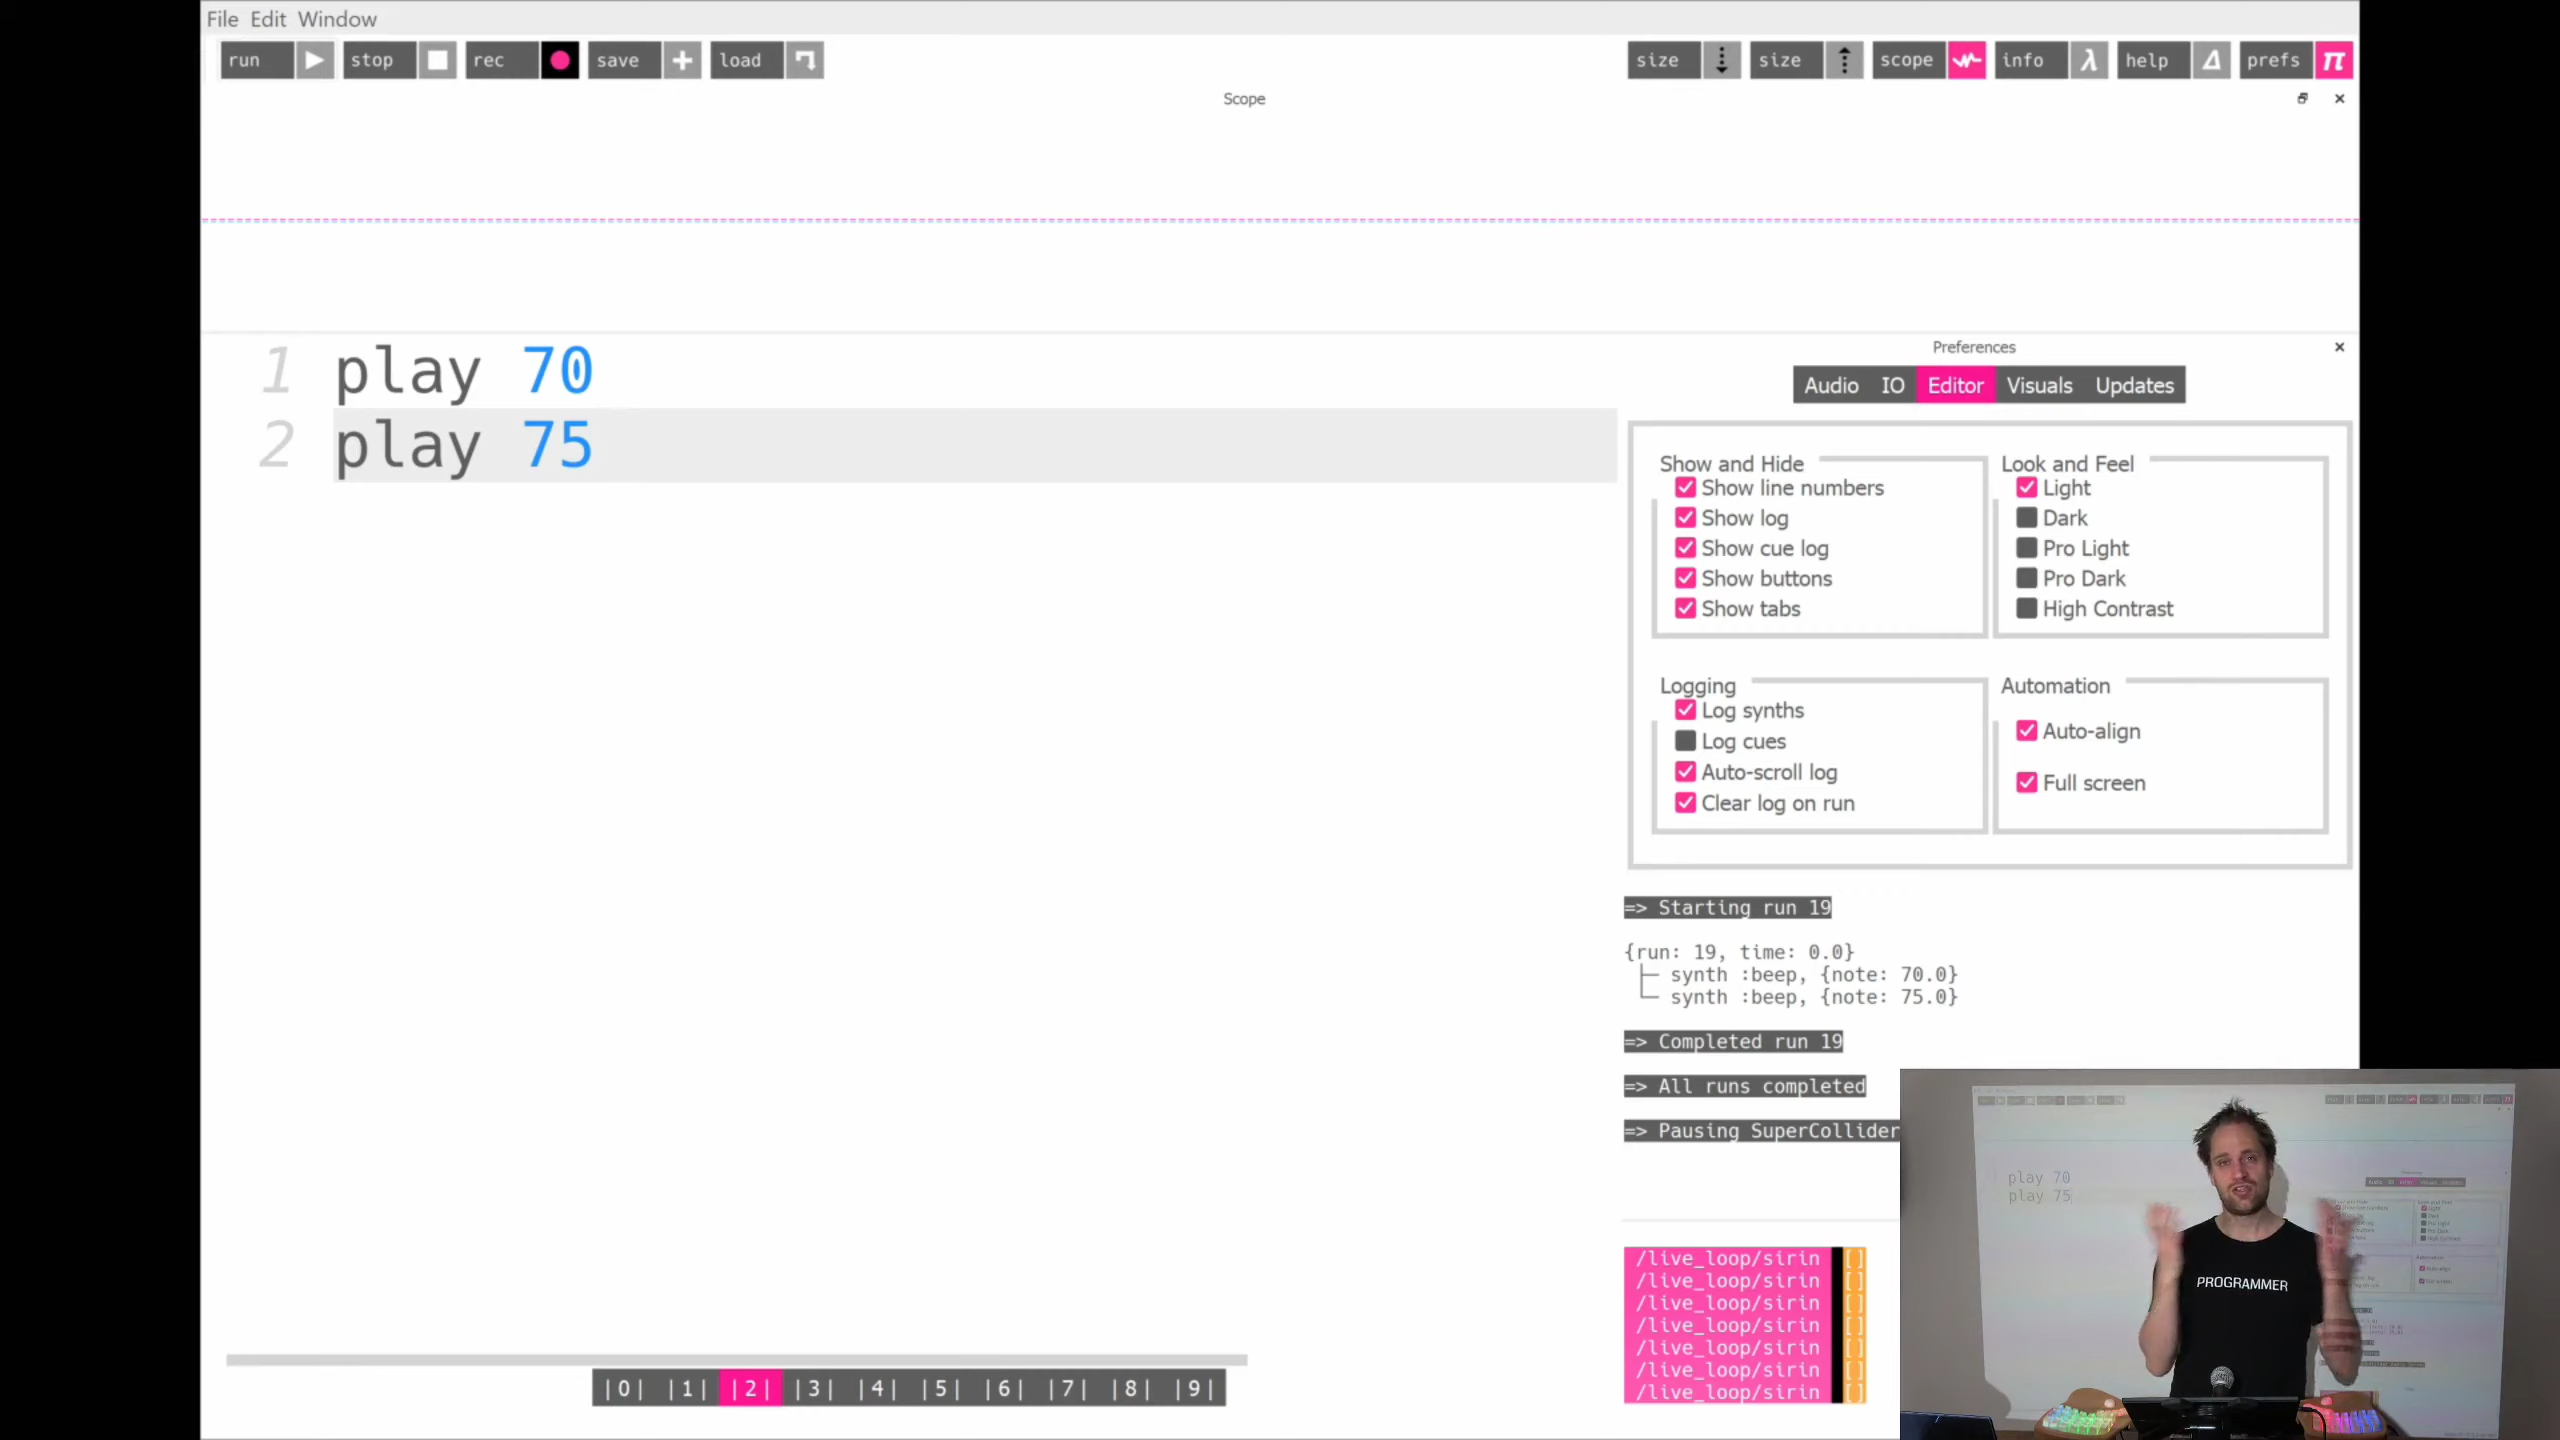 File Edit Window
run stop rec save load size size scope info help prefs
Scope
1 play 70
2 play 75
Preferences
Audio IO Editor Visuals Updates
Show and Hide
Show line numbers
Show log
Show cue log
Show buttons
Show tabs
Look and Feel
Light
Dark
Pro Light
Pro Dark
High Contrast
Logging
Log synths
Log cues
Auto-scroll log
Clear log on run
Automation
Auto-align
Full screen
=> Starting run 19
{run: 19, time: 0.0}
├─ synth :beep, {note: 70.0}
└─ synth :beep, {note: 75.0}
=> Completed run 19
=> All runs completed
=> Pausing SuperCollider
/live_loop/sirin []
/live_loop/sirin []
/live_loop/sirin []
/live_loop/sirin []
/live_loop/sirin []
/live_loop/sirin []
/live_loop/sirin []
|0| |1| |2| |3| |4| |5| |6| |7| |8| |9|
play 70
play 75
PROGRAMMER